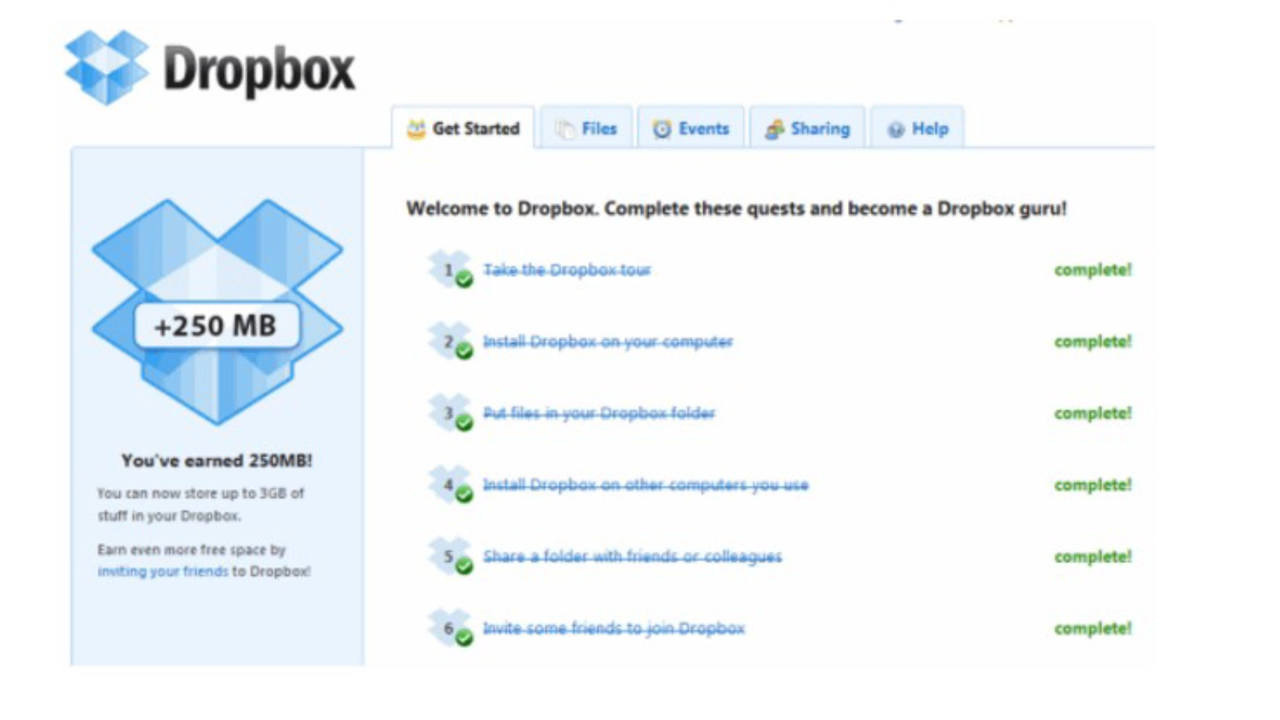 Dropbox
Get Started Files Events Sharing Help
Welcome to Dropbox. Complete these quests and become a Dropbox guru!
+250 MB
You've earned 250MB!
You can now store up to 3GB of
stuff in your Dropbox.
Earn even more free space by
inviting your friends to Dropbox!
1 Take the Dropbox tour complete!
2 Install Dropbox on your computer complete!
3 Put files in your Dropbox folder complete!
4 Install Dropbox on other computers you use complete!
5 Share a folder with friends or colleagues complete!
6 Invite some friends to join Dropbox complete!